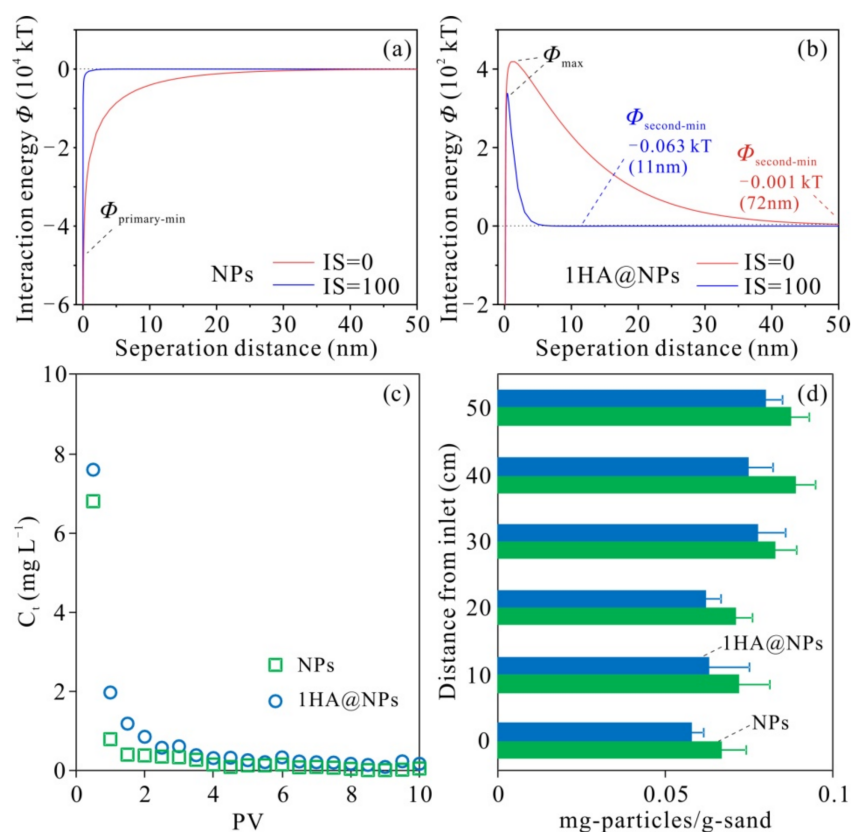 (a)
Interaction energy Φ (10⁴ kT)
0
−2
−4
−6
Φprimary-min
NPs
IS=0
IS=100
0 10 20 30 40 50
Seperation distance (nm)
(b)
Interaction energy Φ (10² kT)
4
2
0
−2
Φmax
Φsecond-min
−0.063 kT
(11nm)
Φsecond-min
−0.001 kT
(72nm)
1HA@NPs
IS=0
IS=100
0 10 20 30 40 50
Seperation distance (nm)
(c)
Ct (mg L⁻¹)
10
8
6
4
2
0
NPs
1HA@NPs
0 2 4 6 8 10
PV
(d)
Distance from inlet (cm)
50
40
30
20
10
0
1HA@NPs
NPs
0 0.05 0.1
mg-particles/g-sand